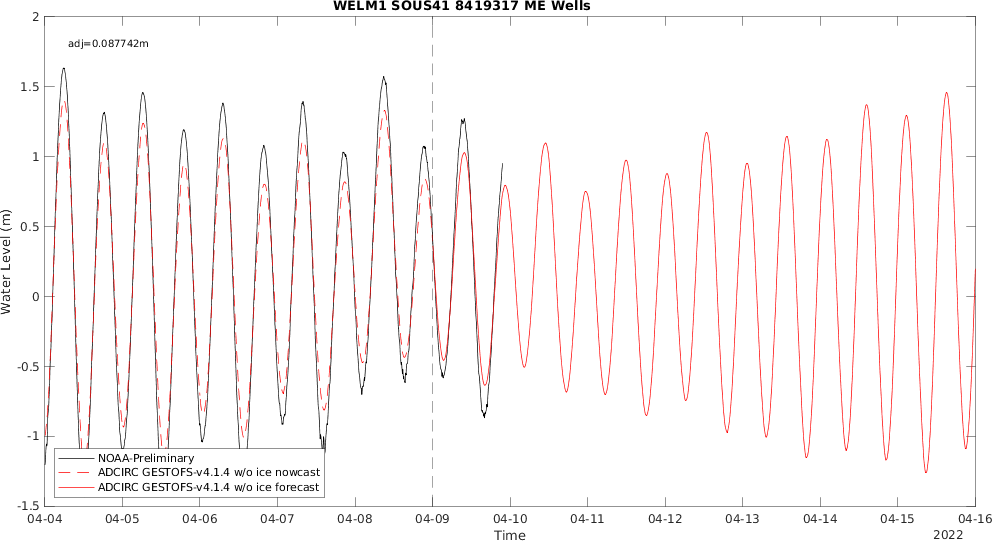 WELM1 SOUS41 8419317 ME Wells
adj=0.087742m
2
1.5
1
0.5
0
-0.5
-1
-1.5
Water Level (m)
NOAA-Preliminary
ADCIRC GESTOFS-v4.1.4 w/o ice nowcast
ADCIRC GESTOFS-v4.1.4 w/o ice forecast
04-04 04-05 04-06 04-07 04-08 04-09 04-10 04-11 04-12 04-13 04-14 04-15 04-16
Time
2022